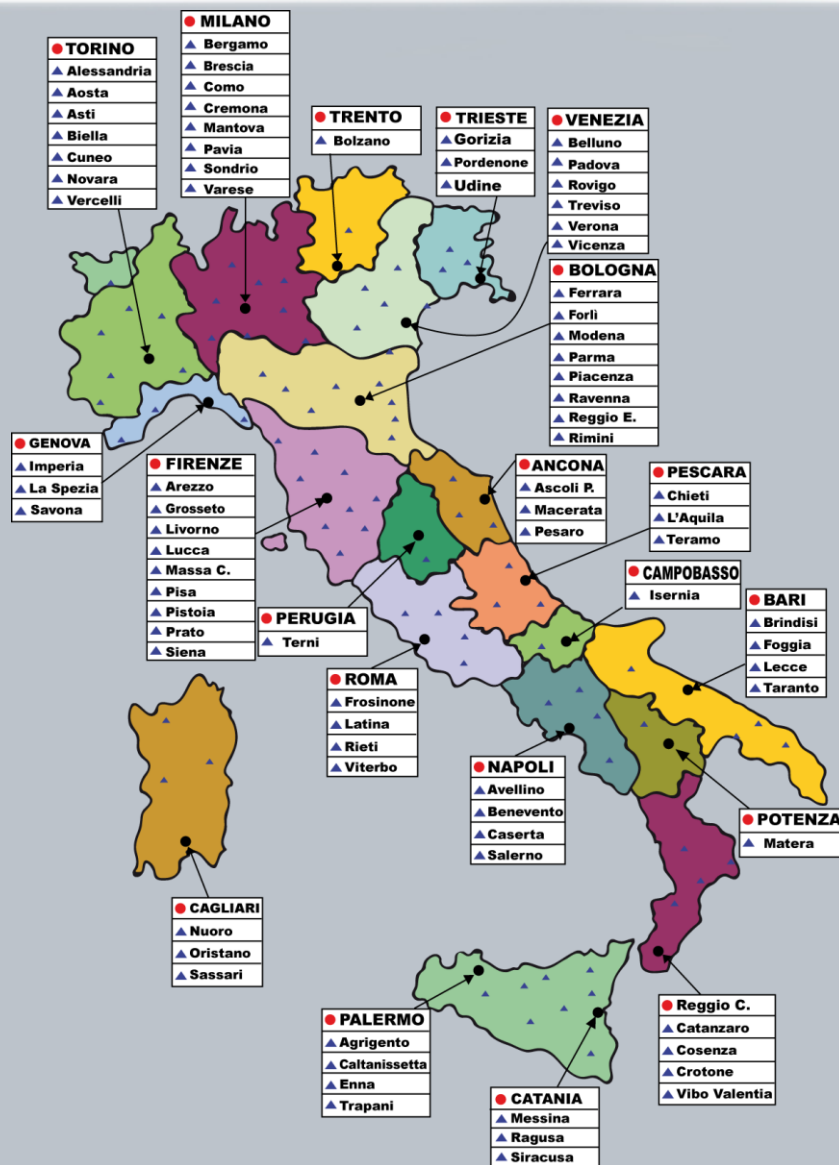 TORINO
Alessandria
Aosta
Asti
Biella
Cuneo
Novara
Vercelli
MILANO
Bergamo
Brescia
Como
Cremona
Mantova
Pavia
Sondrio
Varese
TRENTO
Bolzano
TRIESTE
Gorizia
Pordenone
Udine
VENEZIA
Belluno
Padova
Rovigo
Treviso
Verona
Vicenza
BOLOGNA
Ferrara
Forlì
Modena
Parma
Piacenza
Ravenna
Reggio E.
Rimini
GENOVA
Imperia
La Spezia
Savona
FIRENZE
Arezzo
Grosseto
Livorno
Lucca
Massa C.
Pisa
Pistoia
Prato
Siena
ANCONA
Ascoli P.
Macerata
Pesaro
PESCARA
Chieti
L'Aquila
Teramo
CAMPOBASSO
Isernia
BARI
Brindisi
Foggia
Lecce
Taranto
PERUGIA
Terni
ROMA
Frosinone
Latina
Rieti
Viterbo
NAPOLI
Avellino
Benevento
Caserta
Salerno
POTENZA
Matera
CAGLIARI
Nuoro
Oristano
Sassari
PALERMO
Agrigento
Caltanissetta
Enna
Trapani
CATANIA
Messina
Ragusa
Siracusa
Reggio C.
Catanzaro
Cosenza
Crotone
Vibo Valentia